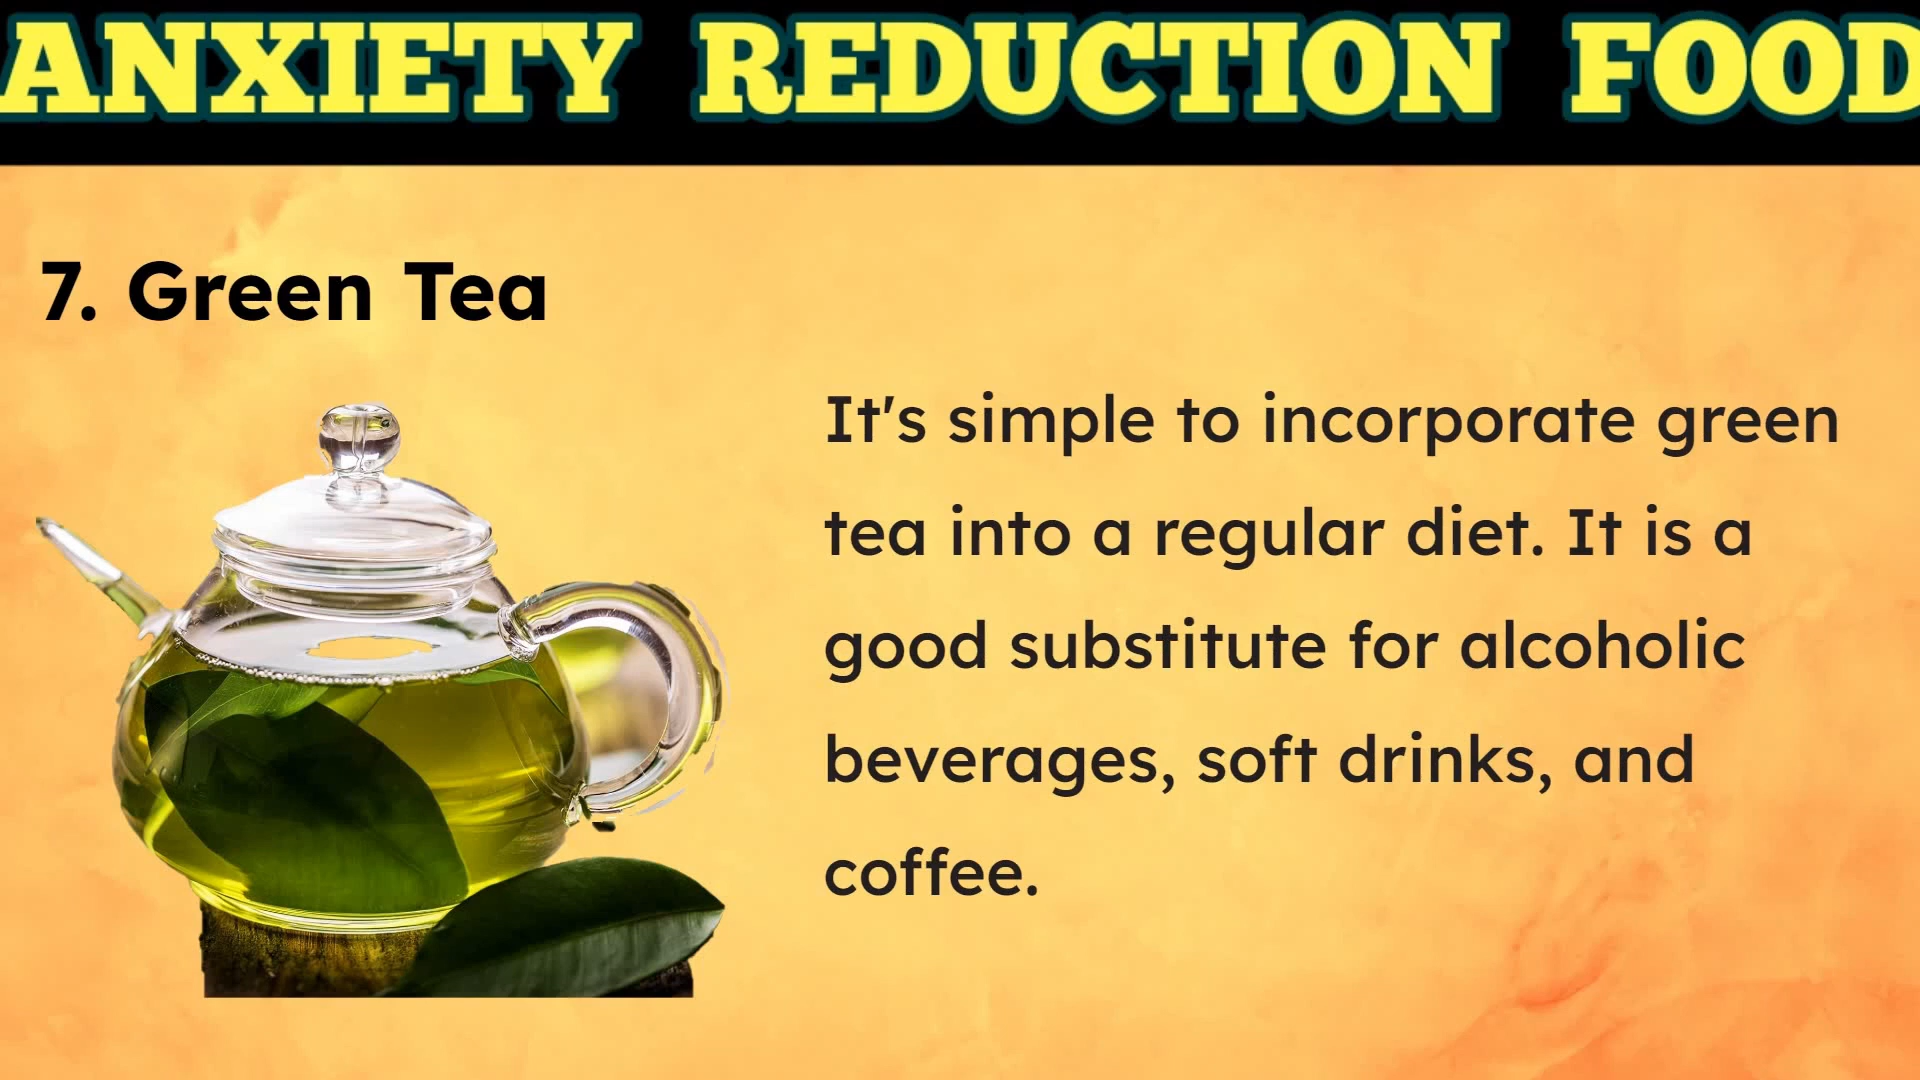 ANXIETY REDUCTION FOOD
7. Green Tea
It's simple to incorporate green
tea into a regular diet. It is a
good substitute for alcoholic
beverages, soft drinks, and
coffee.